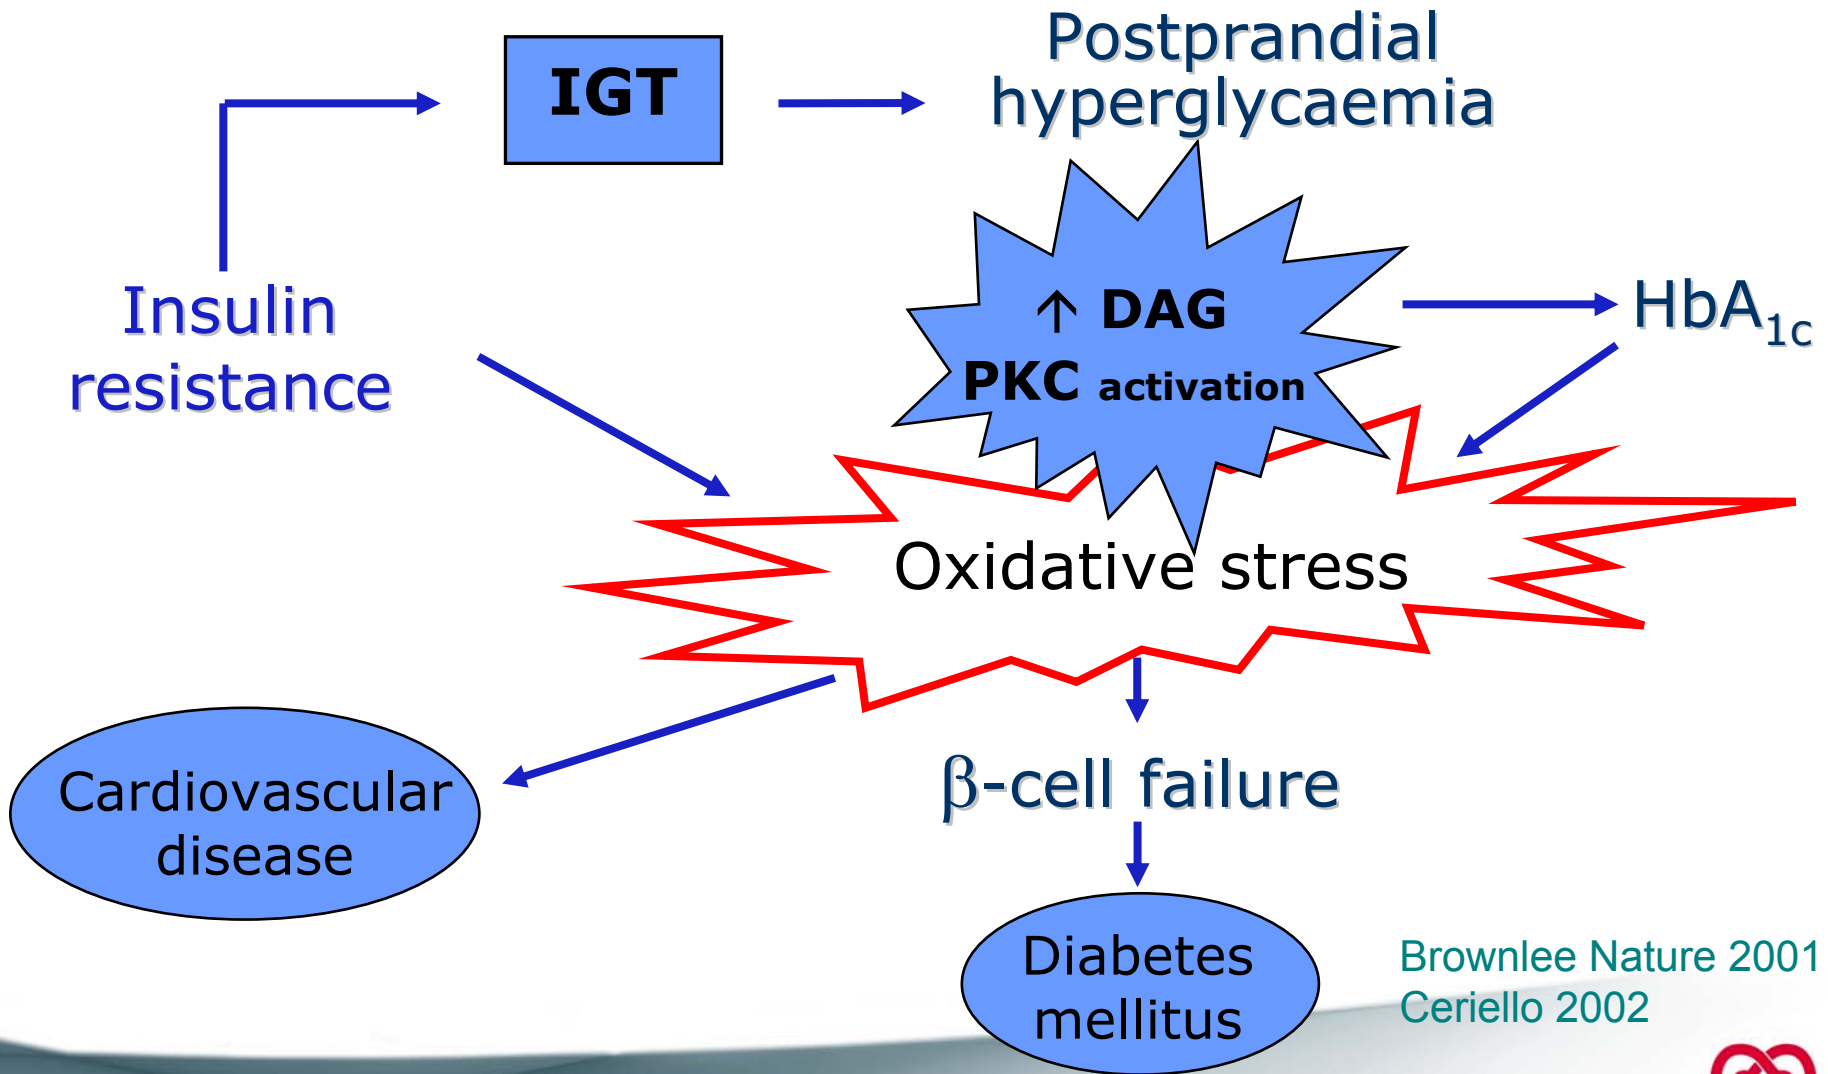 Postprandial
hyperglycaemia
IGT
Insulin
resistance
↑ DAG
PKC activation
HbA1c
Oxidative stress
Cardiovascular
disease
β-cell failure
Diabetes
mellitus
Brownlee Nature 2001
Ceriello 2002